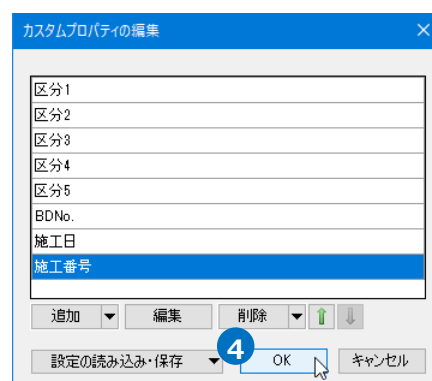 カスタムプロパティの編集
区分1
区分2
区分3
区分4
区分5
BDNo.
施工日
施工番号
追加 編集 削除
4
設定の読み込み・保存 OK キャンセル